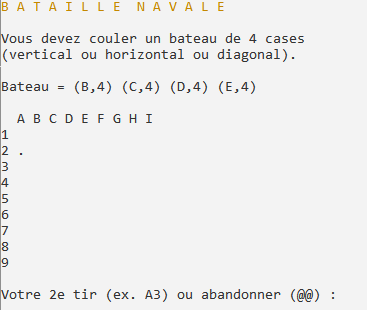 B A T A I L L E  N A V A L E
Vous devez couler un bateau de 4 cases
(vertical ou horizontal ou diagonal).
Bateau = (B,4) (C,4) (D,4) (E,4)
A B C D E F G H I
1
2 .
3
4
5
6
7
8
9
Votre 2e tir (ex. A3) ou abandonner (@@) :